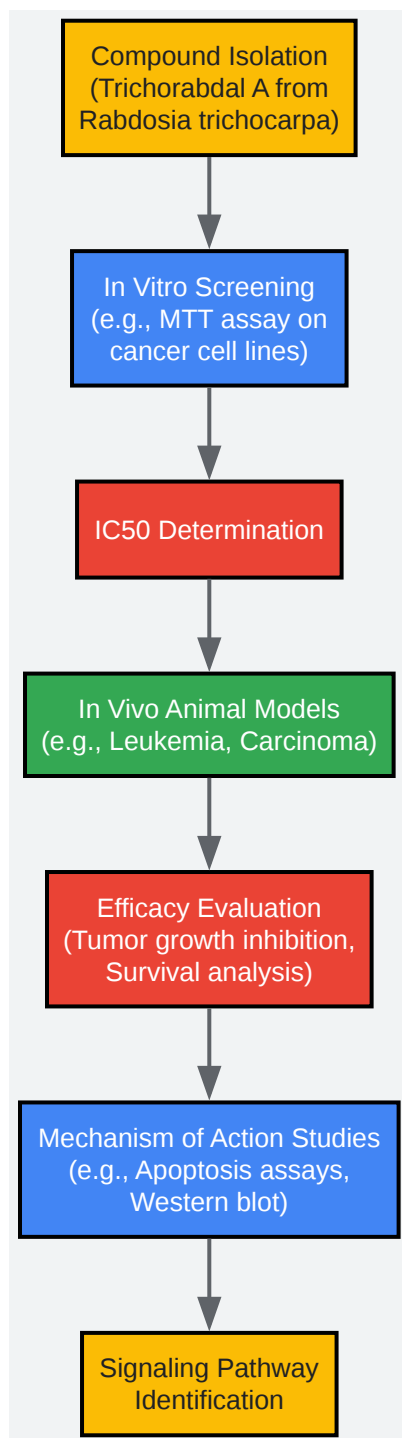 Compound Isolation
(Trichorabdal A from
Rabdosia trichocarpa)
In Vitro Screening
(e.g., MTT assay on
cancer cell lines)
IC50 Determination
In Vivo Animal Models
(e.g., Leukemia, Carcinoma)
Efficacy Evaluation
(Tumor growth inhibition,
Survival analysis)
Mechanism of Action Studies
(e.g., Apoptosis assays,
Western blot)
Signaling Pathway
Identification